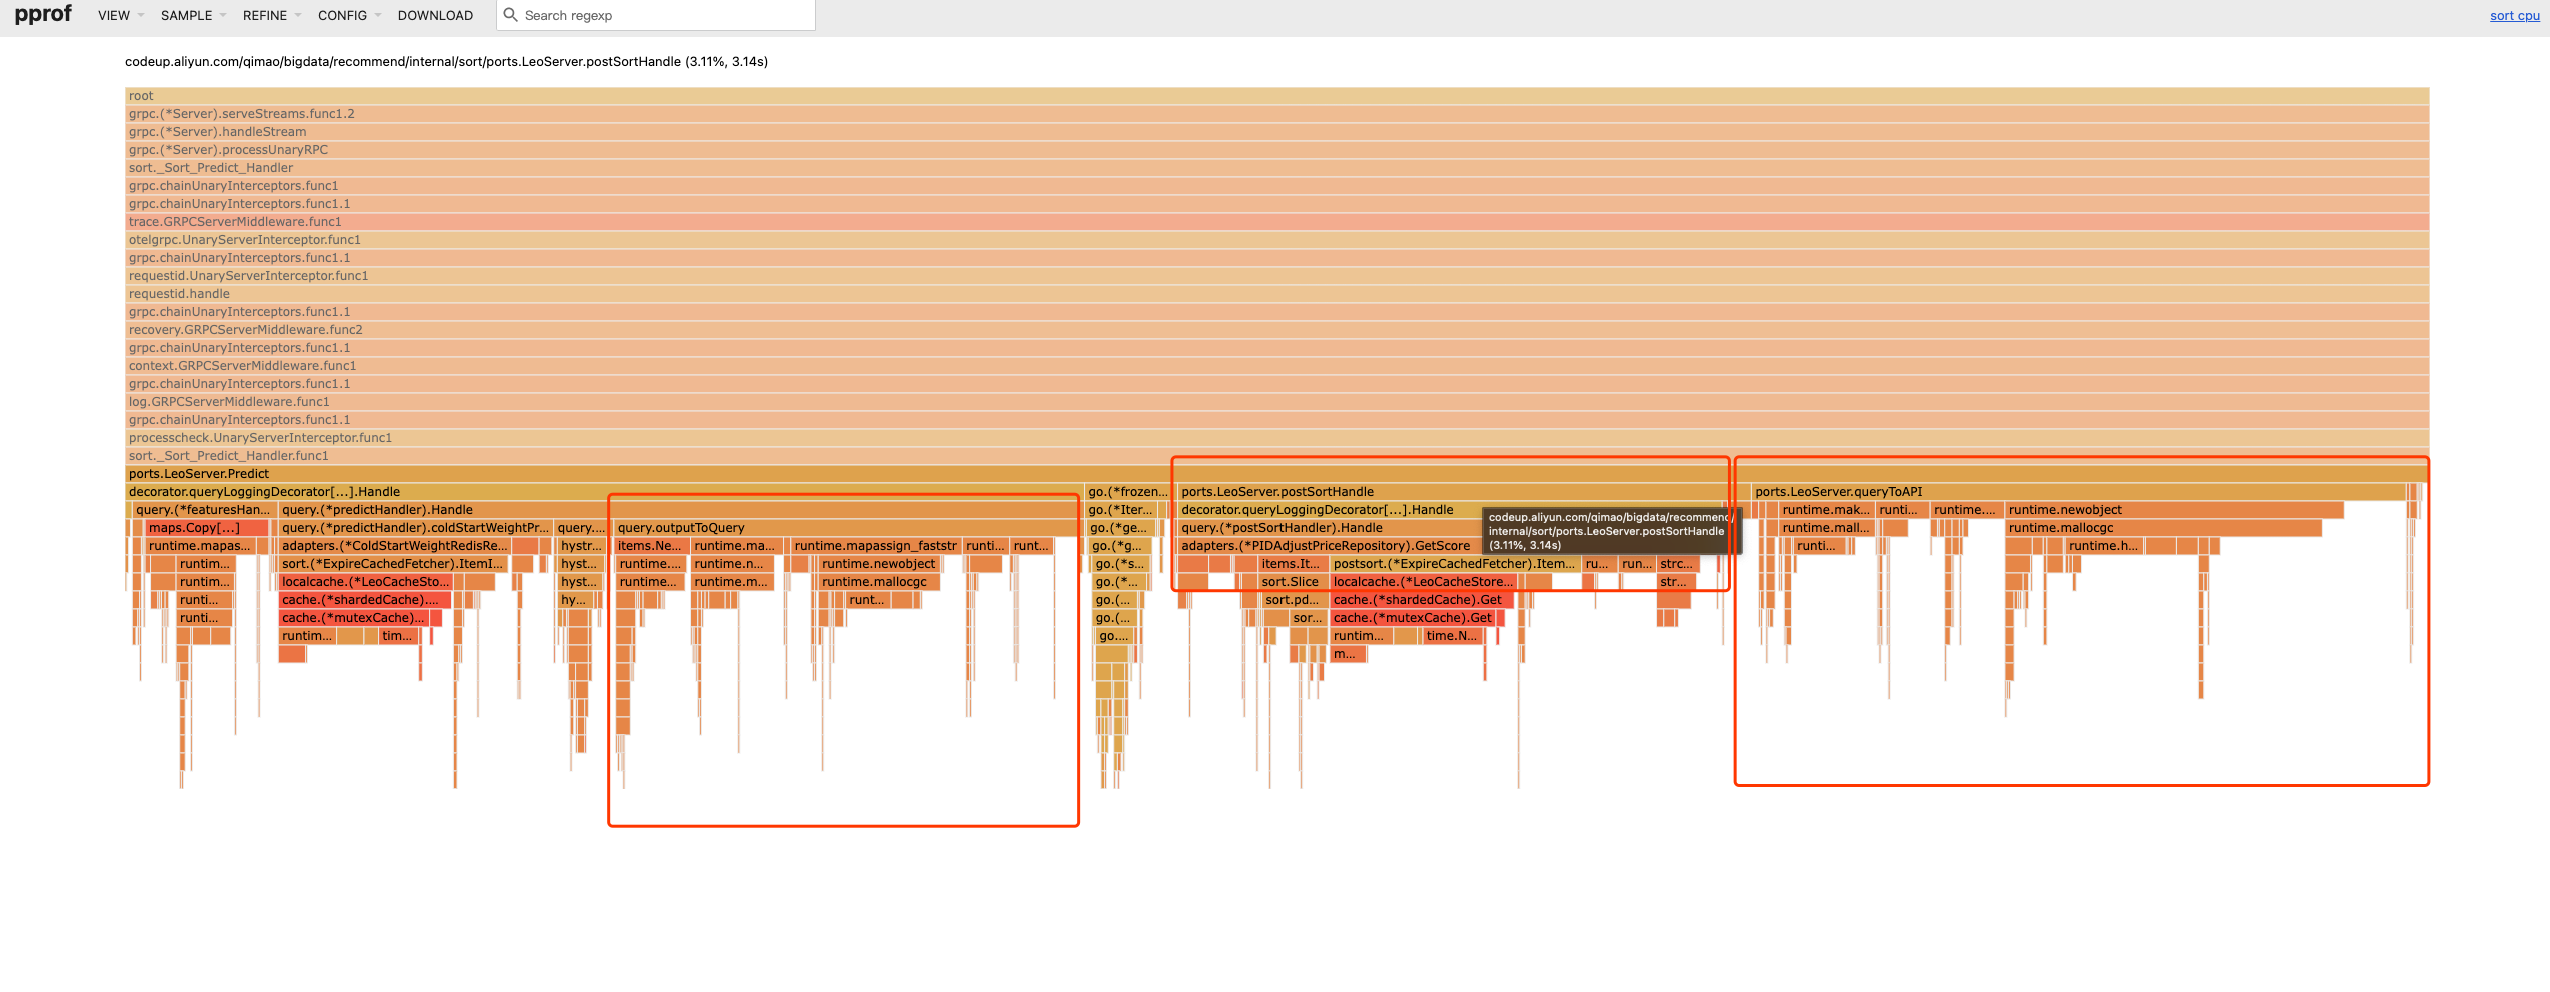 pprof VIEW SAMPLE REFINE CONFIG DOWNLOAD Search regexp sort cpu
codeup.aliyun.com/qimao/bigdata/recommend/internal/sort/ports.LeoServer.postSortHandle (3.11%, 3.14s)
root
grpc.(*Server).serveStreams.func1.2
grpc.(*Server).handleStream
grpc.(*Server).processUnaryRPC
sort._Sort_Predict_Handler
grpc.chainUnaryInterceptors.func1
grpc.chainUnaryInterceptors.func1.1
trace.GRPCServerMiddleware.func1
otelgrpc.UnaryServerInterceptor.func1
grpc.chainUnaryInterceptors.func1.1
requestid.UnaryServerInterceptor.func1
requestid.handle
grpc.chainUnaryInterceptors.func1.1
recovery.GRPCServerMiddleware.func2
grpc.chainUnaryInterceptors.func1.1
context.GRPCServerMiddleware.func1
grpc.chainUnaryInterceptors.func1.1
log.GRPCServerMiddleware.func1
grpc.chainUnaryInterceptors.func1.1
processcheck.UnaryServerInterceptor.func1
sort._Sort_Predict_Handler.func1
ports.LeoServer.Predict
decorator.queryLoggingDecorator[...].Handle go.(*frozen... ports.LeoServer.postSortHandle ports.LeoServer.queryToAPI
query.(*featuresHan... query.(*predictHandler).Handle go.(*Iter... decorator.queryLoggingDecorator[...].Handle runtime.mak... runti... runtime.... runtime.newobject
maps.Copy[...] query.(*predictHandler).coldStartWeightPr... query.... query.outputToQuery go.(*ge... query.(*postSortHandler).Handle runtime.mall... runtime.mallocgc
runtime.mapas... adapters.(*ColdStartWeightRedisRe... hystr... items.Ne... runtime.ma... runtime.mapassign_faststr runti... runt... go.(*g... adapters.(*PIDAdjustPriceRepository).GetScore runti... runtime.h...
codeup.aliyun.com/qimao/bigdata/recommend/
internal/sort/ports.LeoServer.postSortHandle
(3.11%, 3.14s)
runtim... sort.(*ExpireCachedFetcher).ItemI... hyst... runtime.... runtime.n... runtime.newobject go.(*s... items.It... postsort.(*ExpireCachedFetcher).Item... ru... run... strc...
runtim... localcache.(*LeoCacheSto... hyst... runtime... runtime.m... runtime.mallocgc go.(*... sort.Slice localcache.(*LeoCacheStore... str...
runti... cache.(*shardedCache).... hy... runt... go.(... sort.pd... cache.(*shardedCache).Get
runti... cache.(*mutexCache)... go.(... sor... cache.(*mutexCache).Get
runtim... tim... go.... runtim... time.N...
m...